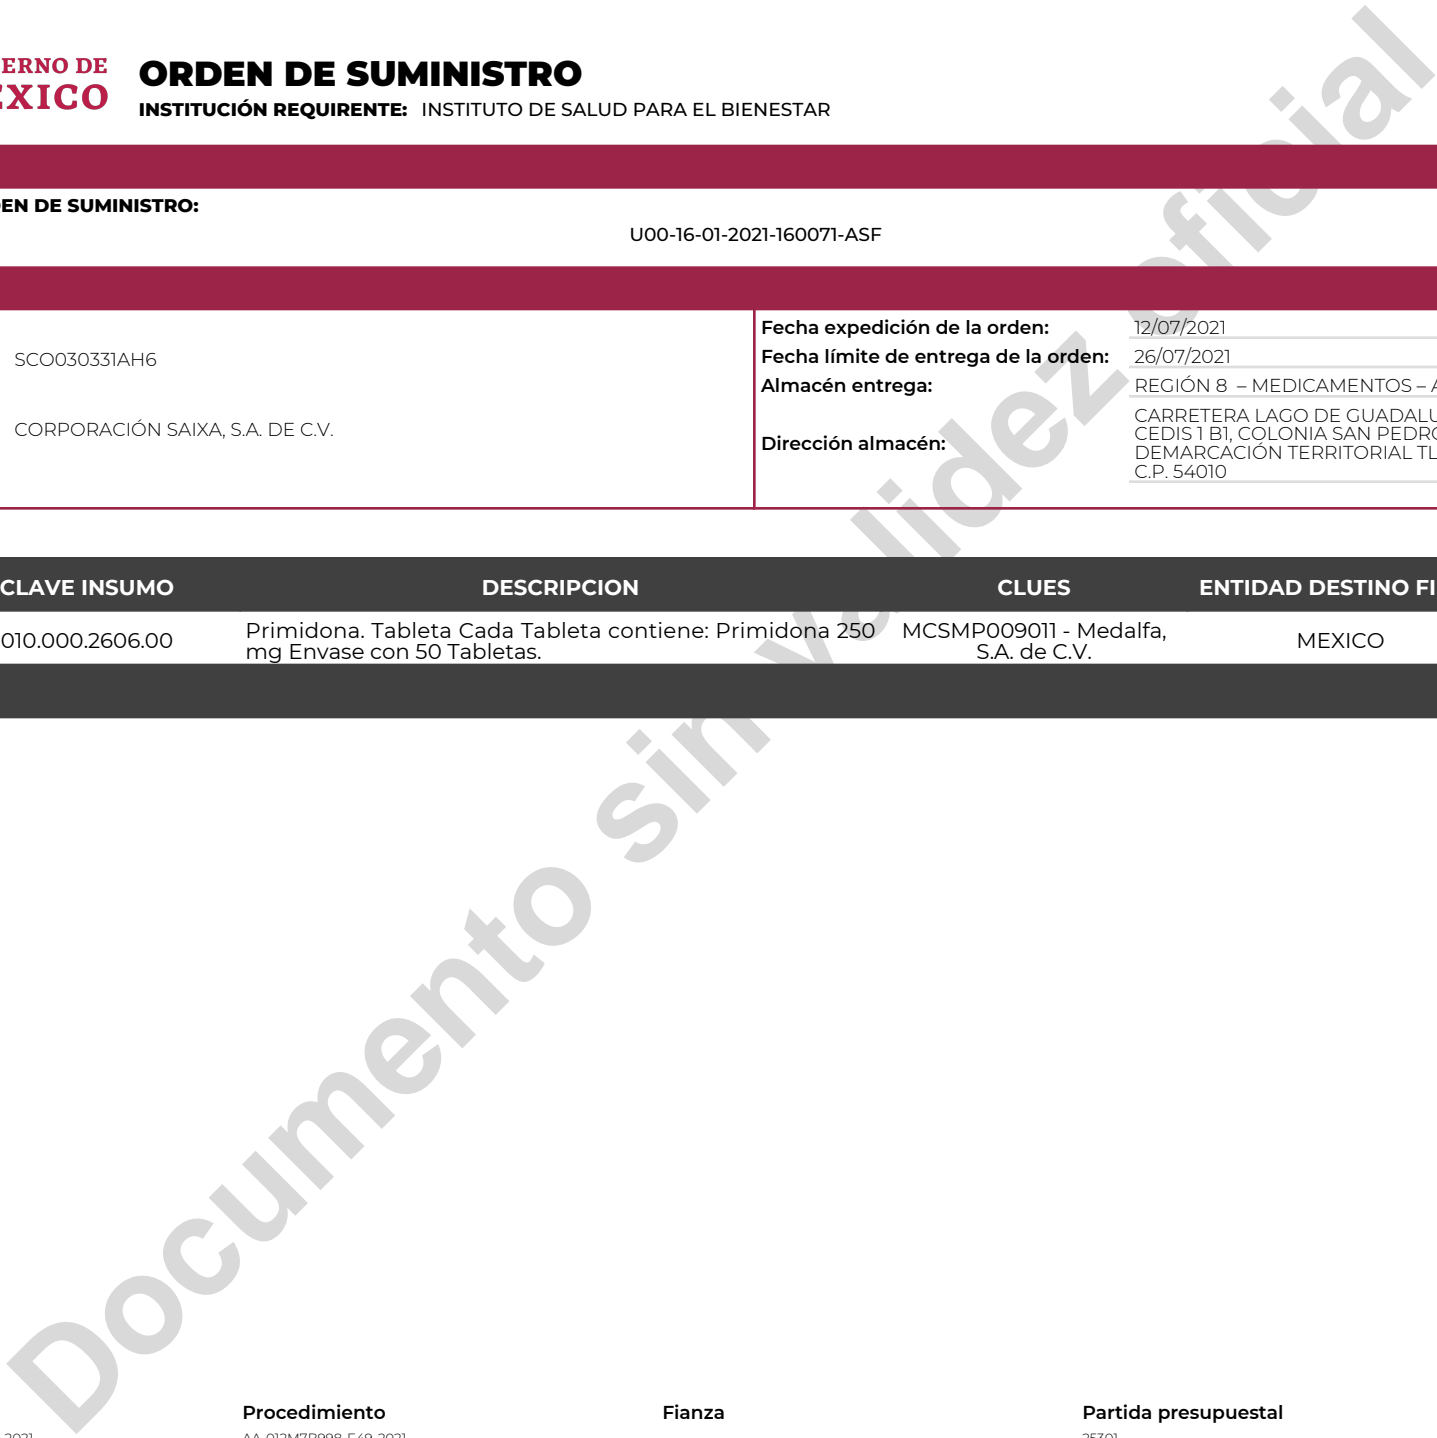 ERNO DE
EXICO
ORDEN DE SUMINISTRO
INSTITUCIÓN REQUIRENTE: INSTITUTO DE SALUD PARA EL BIENESTAR
EN DE SUMINISTRO:
U00-16-01-2021-160071-ASF
SCO030331AH6
CORPORACIÓN SAIXA, S.A. DE C.V.
Fecha expedición de la orden: 12/07/2021
Fecha límite de entrega de la orden: 26/07/2021
Almacén entrega: REGIÓN 8 – MEDICAMENTOS – A
Dirección almacén:
CARRETERA LAGO DE GUADALU
CEDIS 1 B1, COLONIA SAN PEDRO
DEMARCACIÓN TERRITORIAL TL
C.P. 54010
CLAVE INSUMO DESCRIPCION CLUES ENTIDAD DESTINO FI
010.000.2606.00
Primidona. Tableta Cada Tableta contiene: Primidona 250
mg Envase con 50 Tabletas.
MCSMP009011 - Medalfa,
S.A. de C.V.
MEXICO
Documento sin validez oficial
Procedimiento Fianza Partida presupuestal